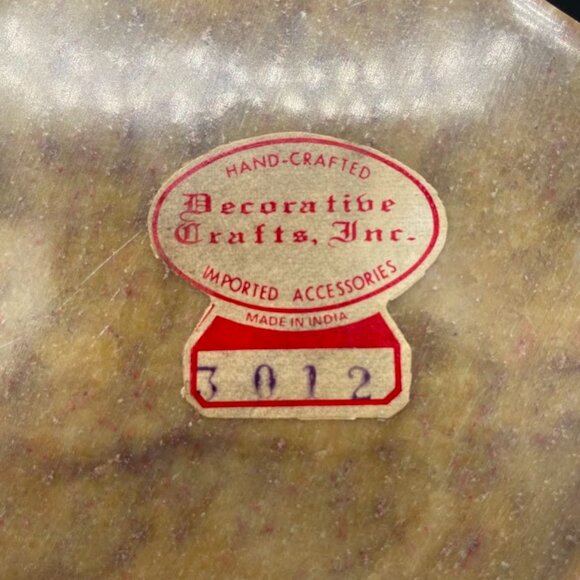 HAND-CRAFTED
Decorative
Crafts, Inc.
IMPORTED ACCESSORIES
MADE IN INDIA
3012